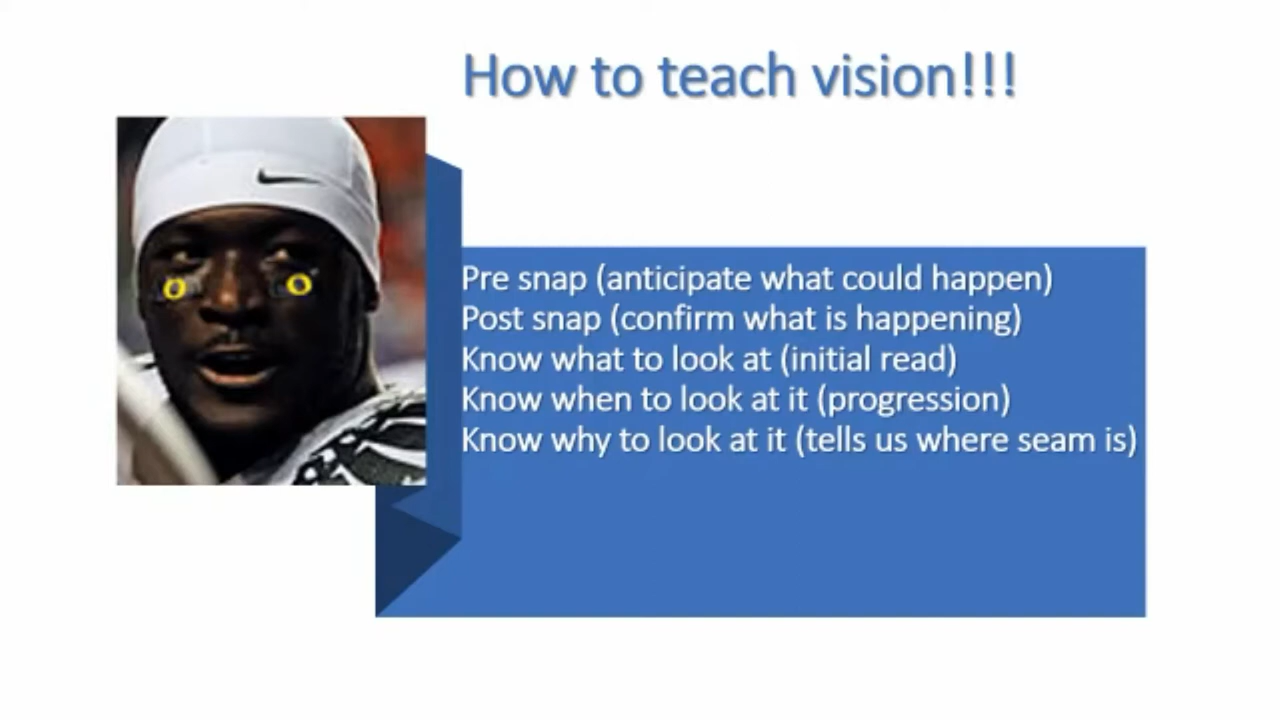 How to teach vision!!!
Pre snap (anticipate what could happen)
Post snap (confirm what is happening)
Know what to look at (initial read)
Know when to look at it (progression)
Know why to look at it (tells us where seam is)
O O